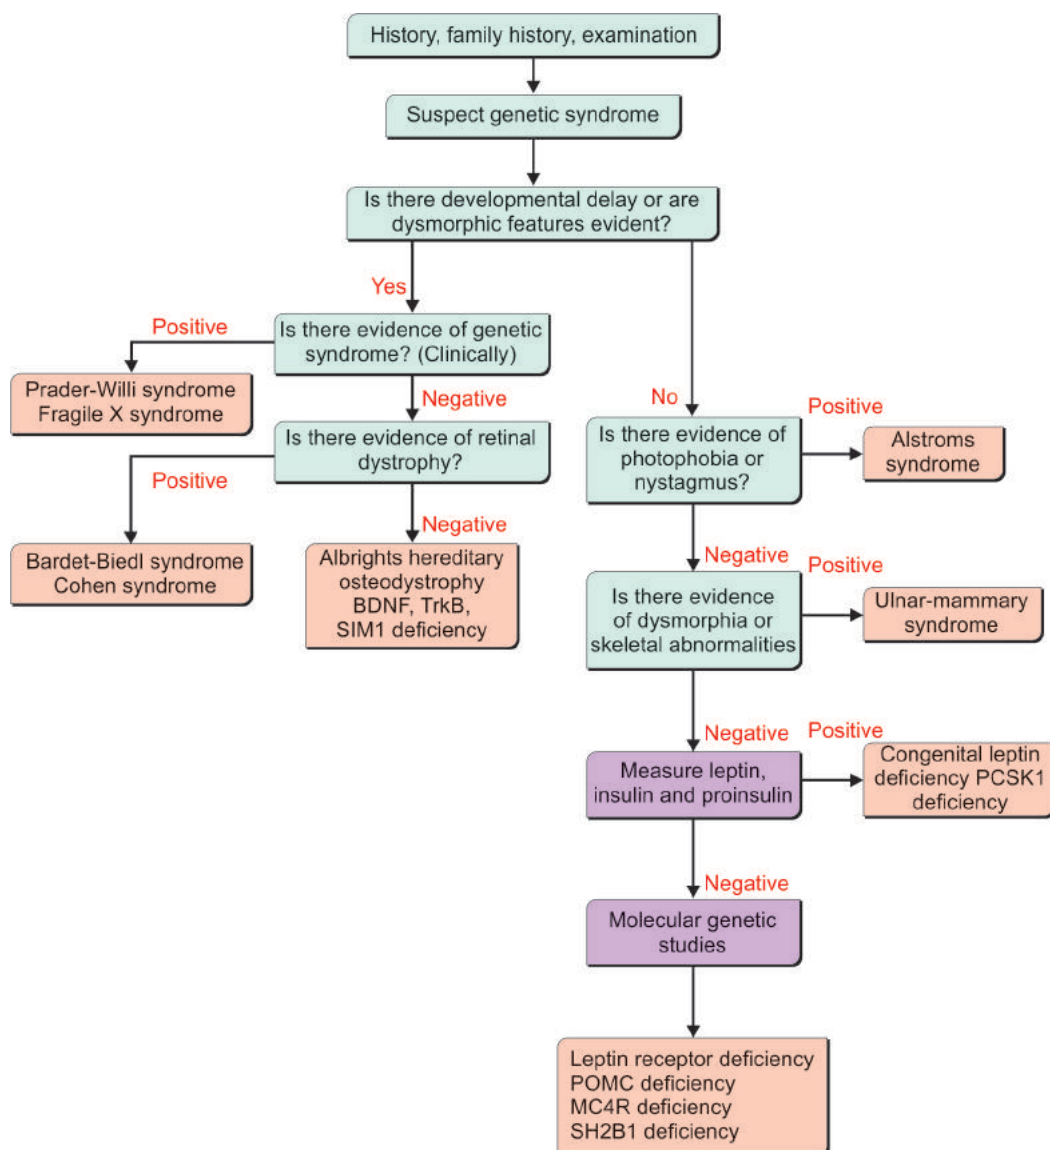 History, family history, examination
Suspect genetic syndrome
Is there developmental delay or are
dysmorphic features evident?
Yes
Positive
Is there evidence of genetic
syndrome? (Clinically)
Prader-Willi syndrome
Fragile X syndrome
Negative
Is there evidence of retinal
dystrophy?
Positive
Bardet-Biedl syndrome
Cohen syndrome
Negative
Albrights hereditary
osteodystrophy
BDNF, TrkB,
SIM1 deficiency
No
Is there evidence of
photophobia or
nystagmus?
Positive
Alstroms
syndrome
Negative
Is there evidence
of dysmorphia or
skeletal abnormalities
Positive
Ulnar-mammary
syndrome
Negative
Measure leptin,
insulin and proinsulin
Positive
Congenital leptin
deficiency PCSK1
deficiency
Negative
Molecular genetic
studies
Leptin receptor deficiency
POMC deficiency
MC4R deficiency
SH2B1 deficiency